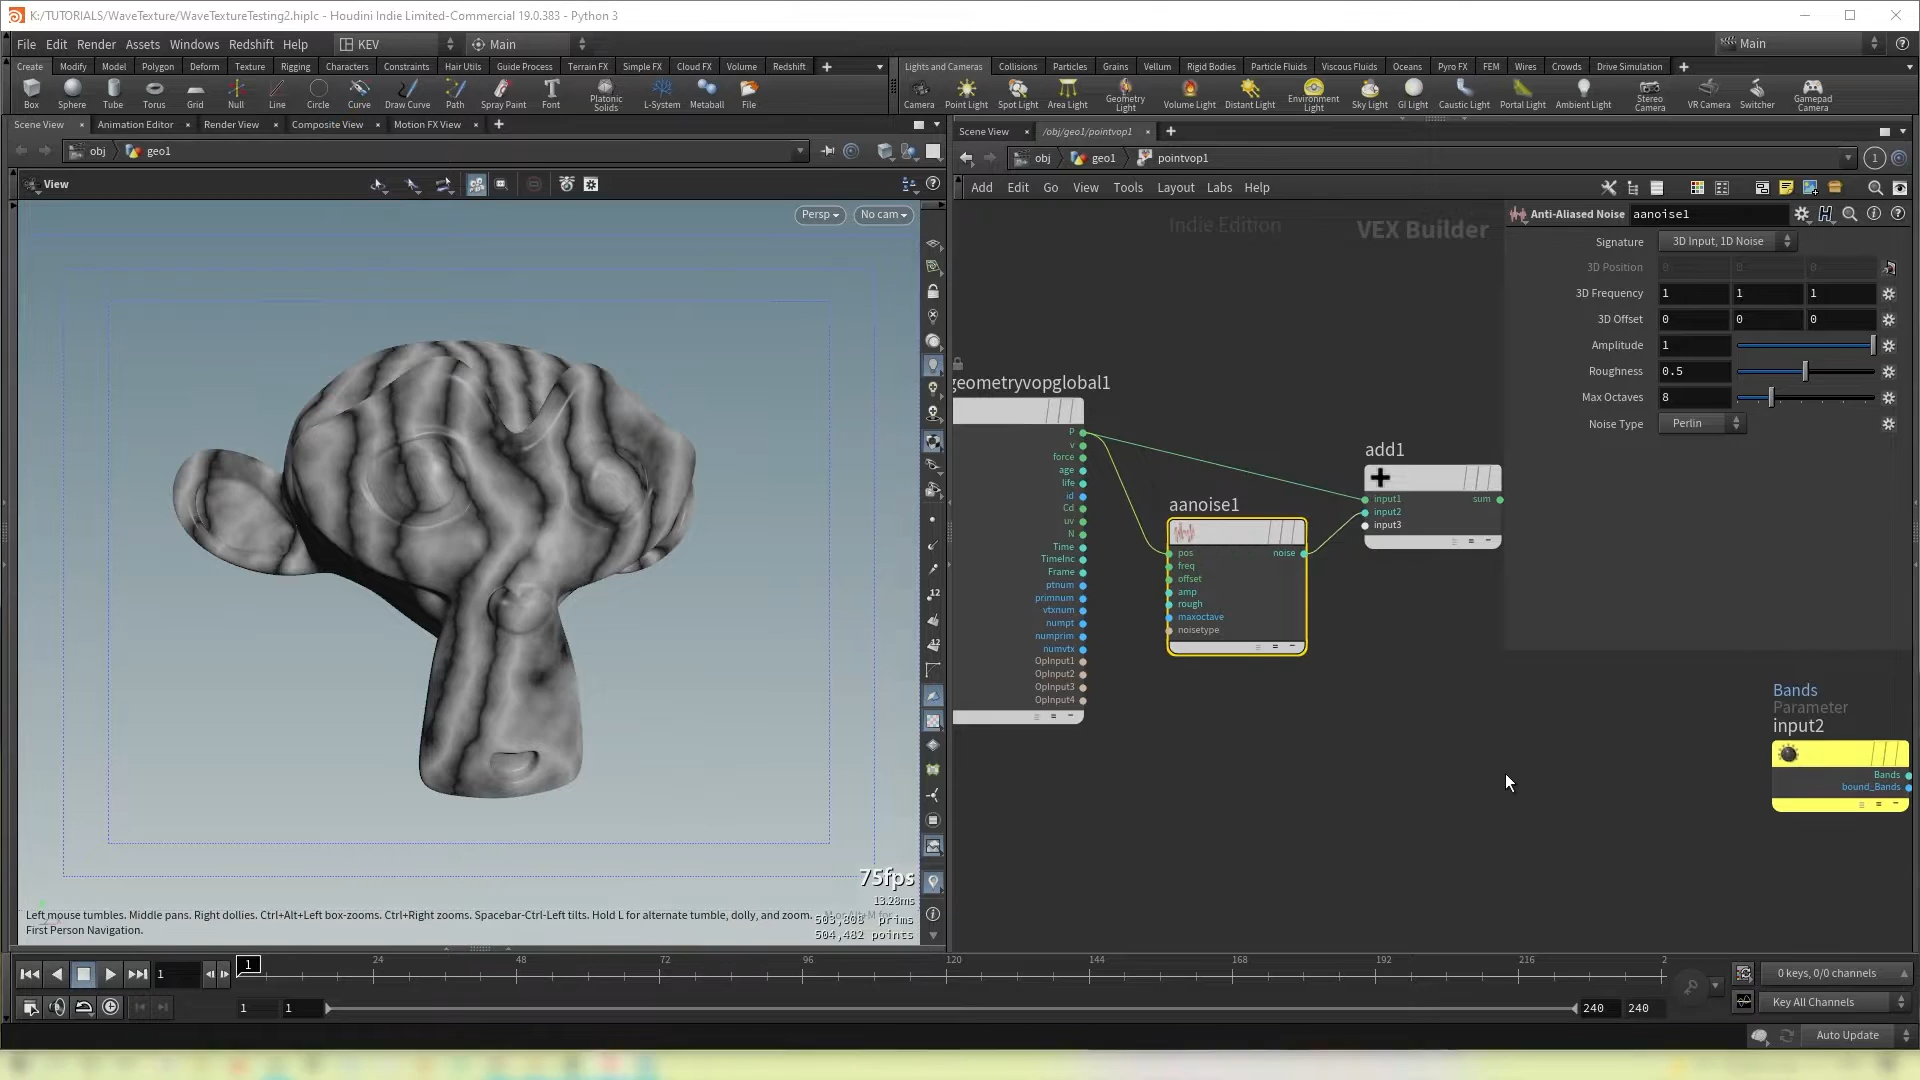 K:/TUTORIALS/WaveTexture/WaveTextureTesting2.hiplc - Houdini Indie Limited-Commercial 19.0.383 - Python 3
File Edit Render Assets Windows Redshift Help KEV Main Main
Create Modify Model Polygon Deform Texture Rigging Characters Constraints Hair Utils Guide Process Terrain FX Simple FX Cloud FX Volume Redshift
Lights and Cameras Collisions Particles Grains Vellum Rigid Bodies Particle Fluids Viscous Fluids Oceans Pyro FX FEM Wires Crowds Drive Simulation
Box Sphere Tube Torus Grid Null Line Circle Curve Draw Curve Path Spray Paint Font Platonic Solids L-System Metaball File
Camera Point Light Spot Light Area Light Geometry Light Volume Light Distant Light Environment Light Sky Light GI Light Caustic Light Portal Light Ambient Light Stereo Camera VR Camera Switcher Gamepad Camera
Scene View Animation Editor Render View Composite View Motion FX View
Scene View /obj/geo1/pointvop1
obj geo1
obj geo1 pointvop1 1
View
Add Edit Go View Tools Layout Labs Help
Persp No cam
Indie Edition VEX Builder
Anti-Aliased Noise aanoise1
Signature 3D Input, 1D Noise
3D Position 0 0 0
3D Frequency 1 1 1
3D Offset 0 0 0
Amplitude 1
Roughness 0.5
Max Octaves 8
Noise Type Perlin
geometryvopglobal1
P
v
force
age
life
id
Cd
uv
N
Time
TimeInc
Frame
ptnum
primnum
vtxnum
numpt
numprim
numvtx
OpInput1
OpInput2
OpInput3
OpInput4
aanoise1
pos noise
freq
offset
amp
rough
maxoctave
noisetype
add1
input1 sum
input2
input3
Bands
Parameter
input2
Bands
bound_Bands
12
12
75fps
13.28ms
503,808 prims
504,482 points
Left mouse tumbles. Middle pans. Right dollies. Ctrl+Alt+Left box-zooms. Ctrl+Right zooms. Spacebar-Ctrl-Left tilts. Hold L for alternate tumble, dolly, and zoom.
First Person Navigation.
1 1 24 48 72 96 120 144 168 192 216 2
0 keys, 0/0 channels
1 1 240 240
Key All Channels
Auto Update